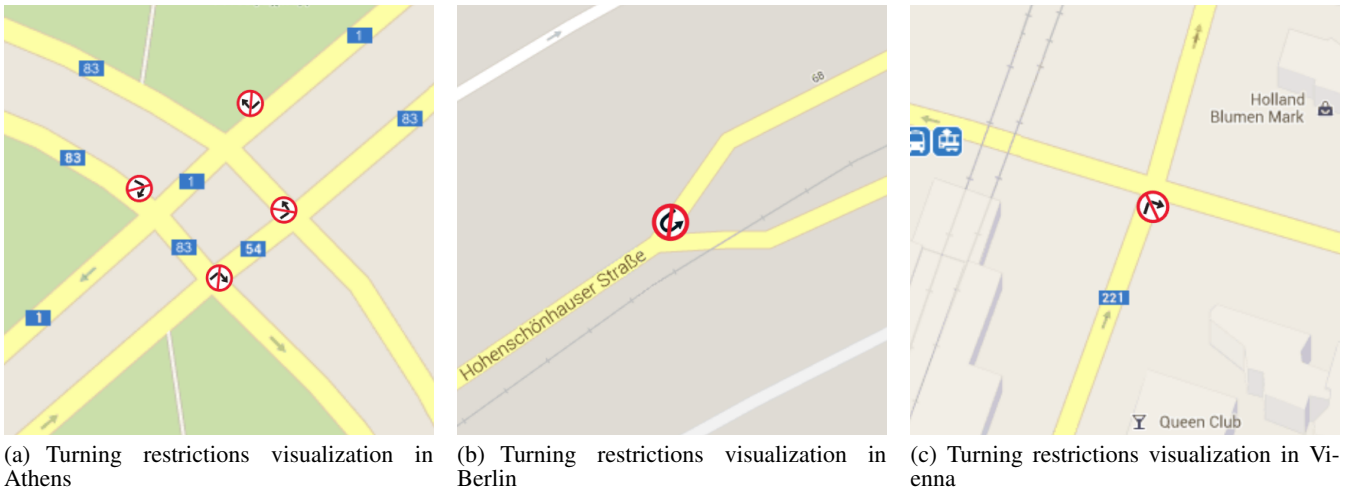 1
83
83
83
1
83
54
1
68
Hohenschönhauser Straße
Holland
Blumen Mark
221
Queen Club
(a) Turning restrictions visualization in
Athens
(b) Turning restrictions visualization in
Berlin
(c) Turning restrictions visualization in Vi-
enna